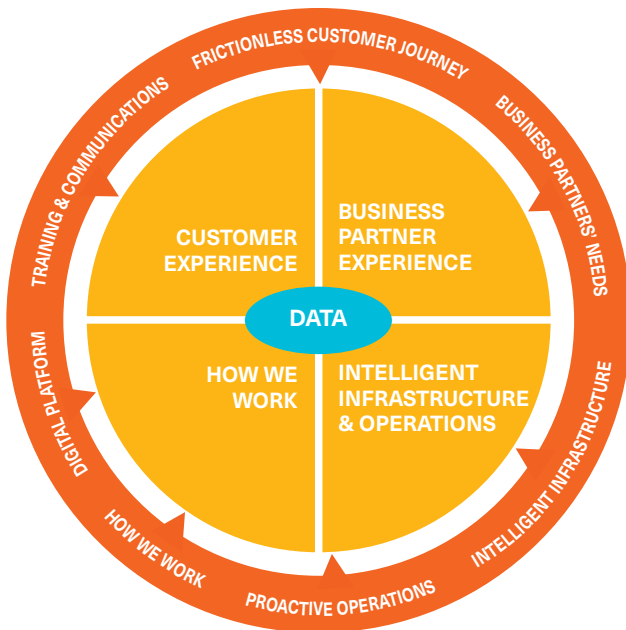 FRICTIONLESS CUSTOMER JOURNEY
BUSINESS PARTNERS' NEEDS
INTELLIGENT INFRASTRUCTURE
PROACTIVE OPERATIONS
HOW WE WORK
DIGITAL PLATFORM
TRAINING & COMMUNICATIONS
CUSTOMER
EXPERIENCE
BUSINESS
PARTNER
EXPERIENCE
DATA
HOW WE
WORK
INTELLIGENT
INFRASTRUCTURE
& OPERATIONS